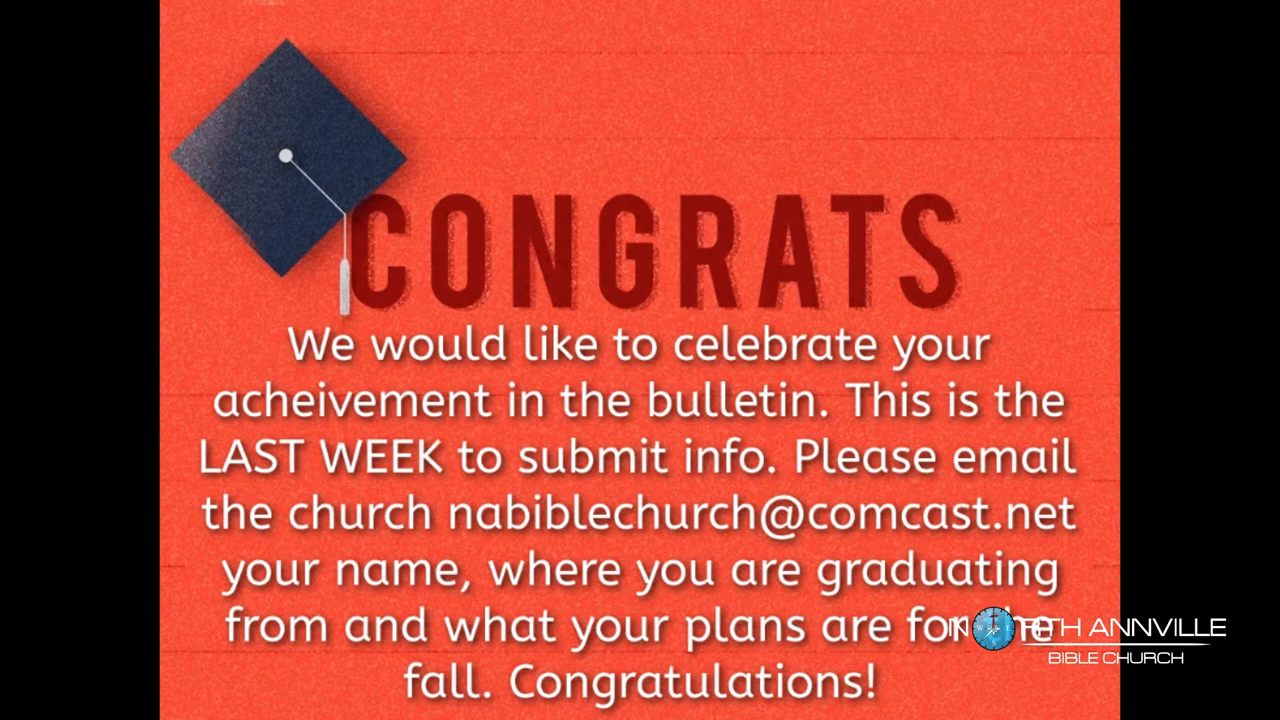 CONGRATS
We would like to celebrate your
acheivement in the bulletin. This is the
LAST WEEK to submit info. Please email
the church nabiblechurch@comcast.net
your name, where you are graduating
from and what your plans are for the
fall. Congratulations!
NORTH ANNVILLE
BIBLE CHURCH